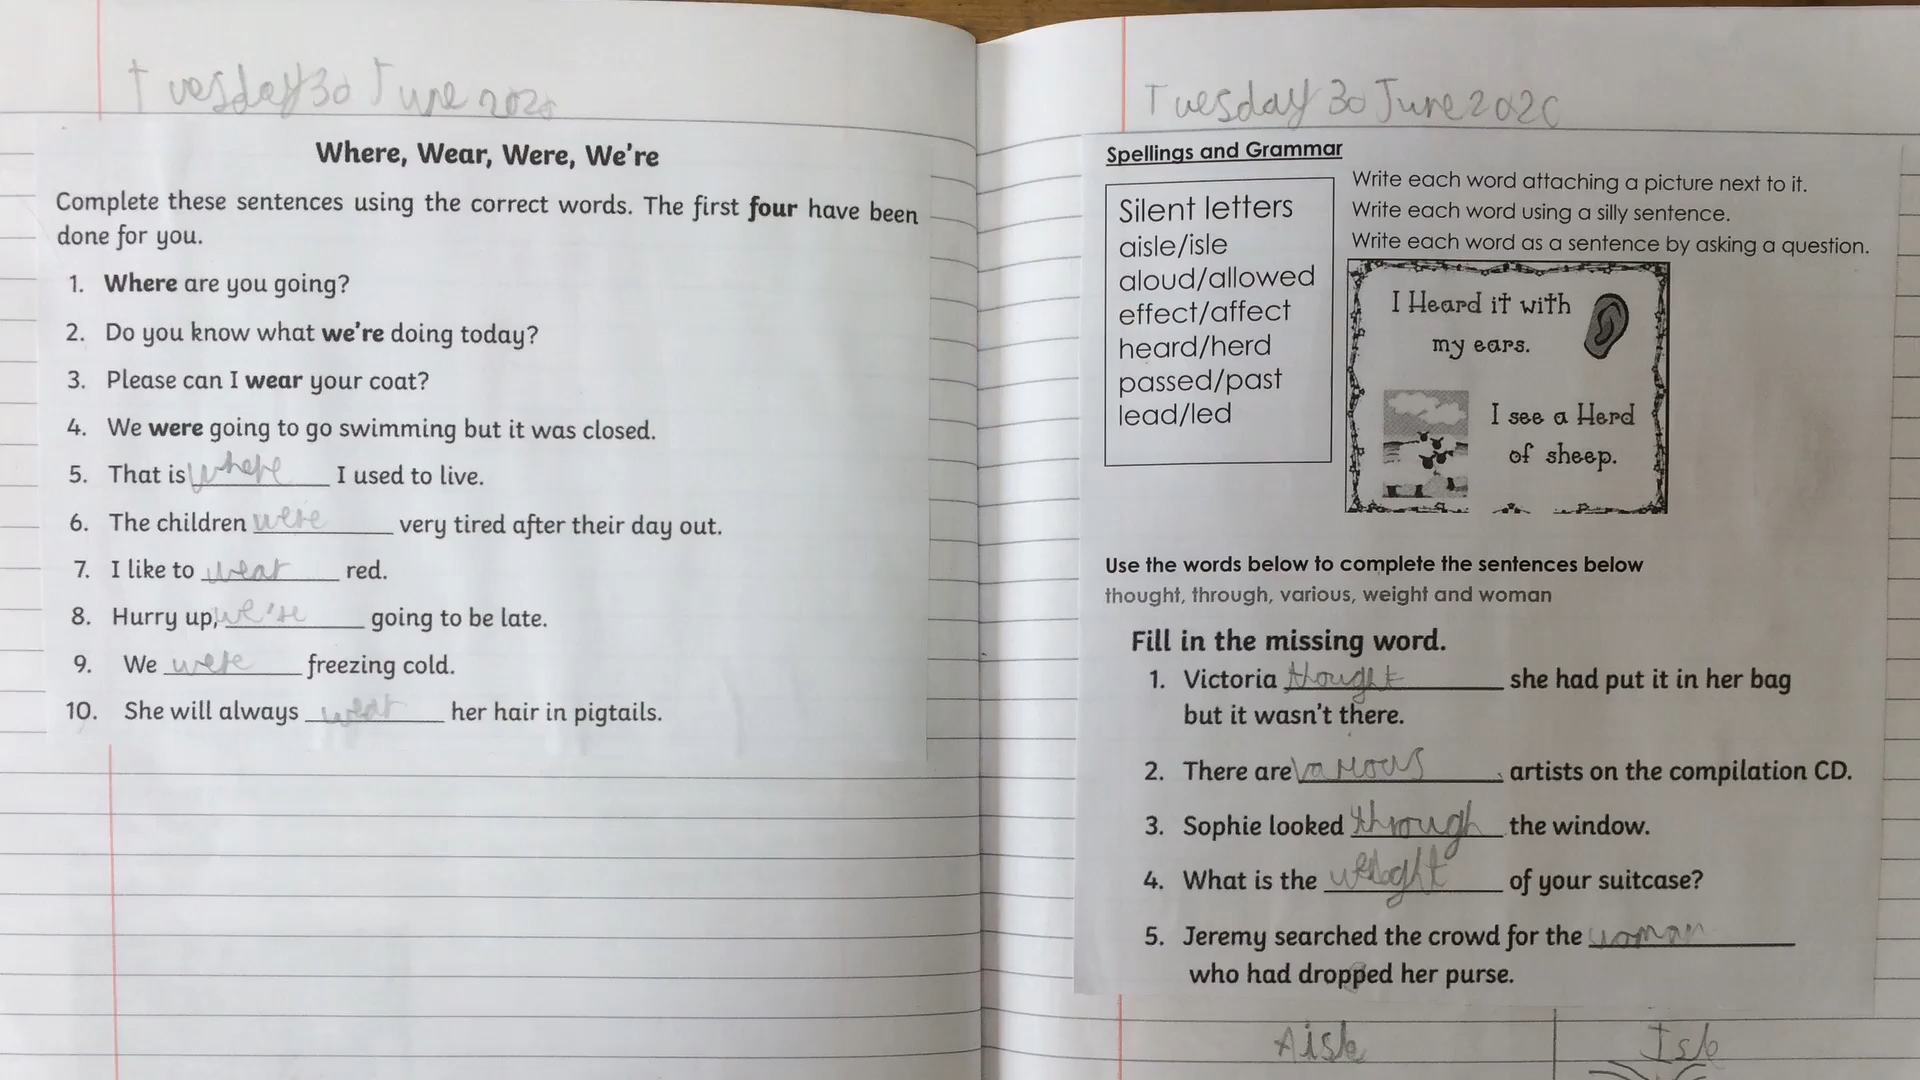 Tuesday 30 June 2020
Where, Wear, Were, We're
Complete these sentences using the correct words. The first four have been
done for you.
1. Where are you going?
2. Do you know what we're doing today?
3. Please can I wear your coat?
4. We were going to go swimming but it was closed.
5. That is where I used to live.
6. The children were very tired after their day out.
7. I like to wear red.
8. Hurry up, we're going to be late.
9. We were freezing cold.
10. She will always wear her hair in pigtails.
Tuesday 30 June 2020
Spellings and Grammar
Silent letters
aisle/isle
aloud/allowed
effect/affect
heard/herd
passed/past
lead/led
Write each word attaching a picture next to it.
Write each word using a silly sentence.
Write each word as a sentence by asking a question.
I Heard it with
my ears.
I see a Herd
of sheep.
Use the words below to complete the sentences below
thought, through, various, weight and woman
Fill in the missing word.
1. Victoria thought she had put it in her bag
but it wasn't there.
2. There are various artists on the compilation CD.
3. Sophie looked through the window.
4. What is the of your suitcase?
5. Jeremy searched the crowd for the woman
who had dropped her purse.
Aisle Isle